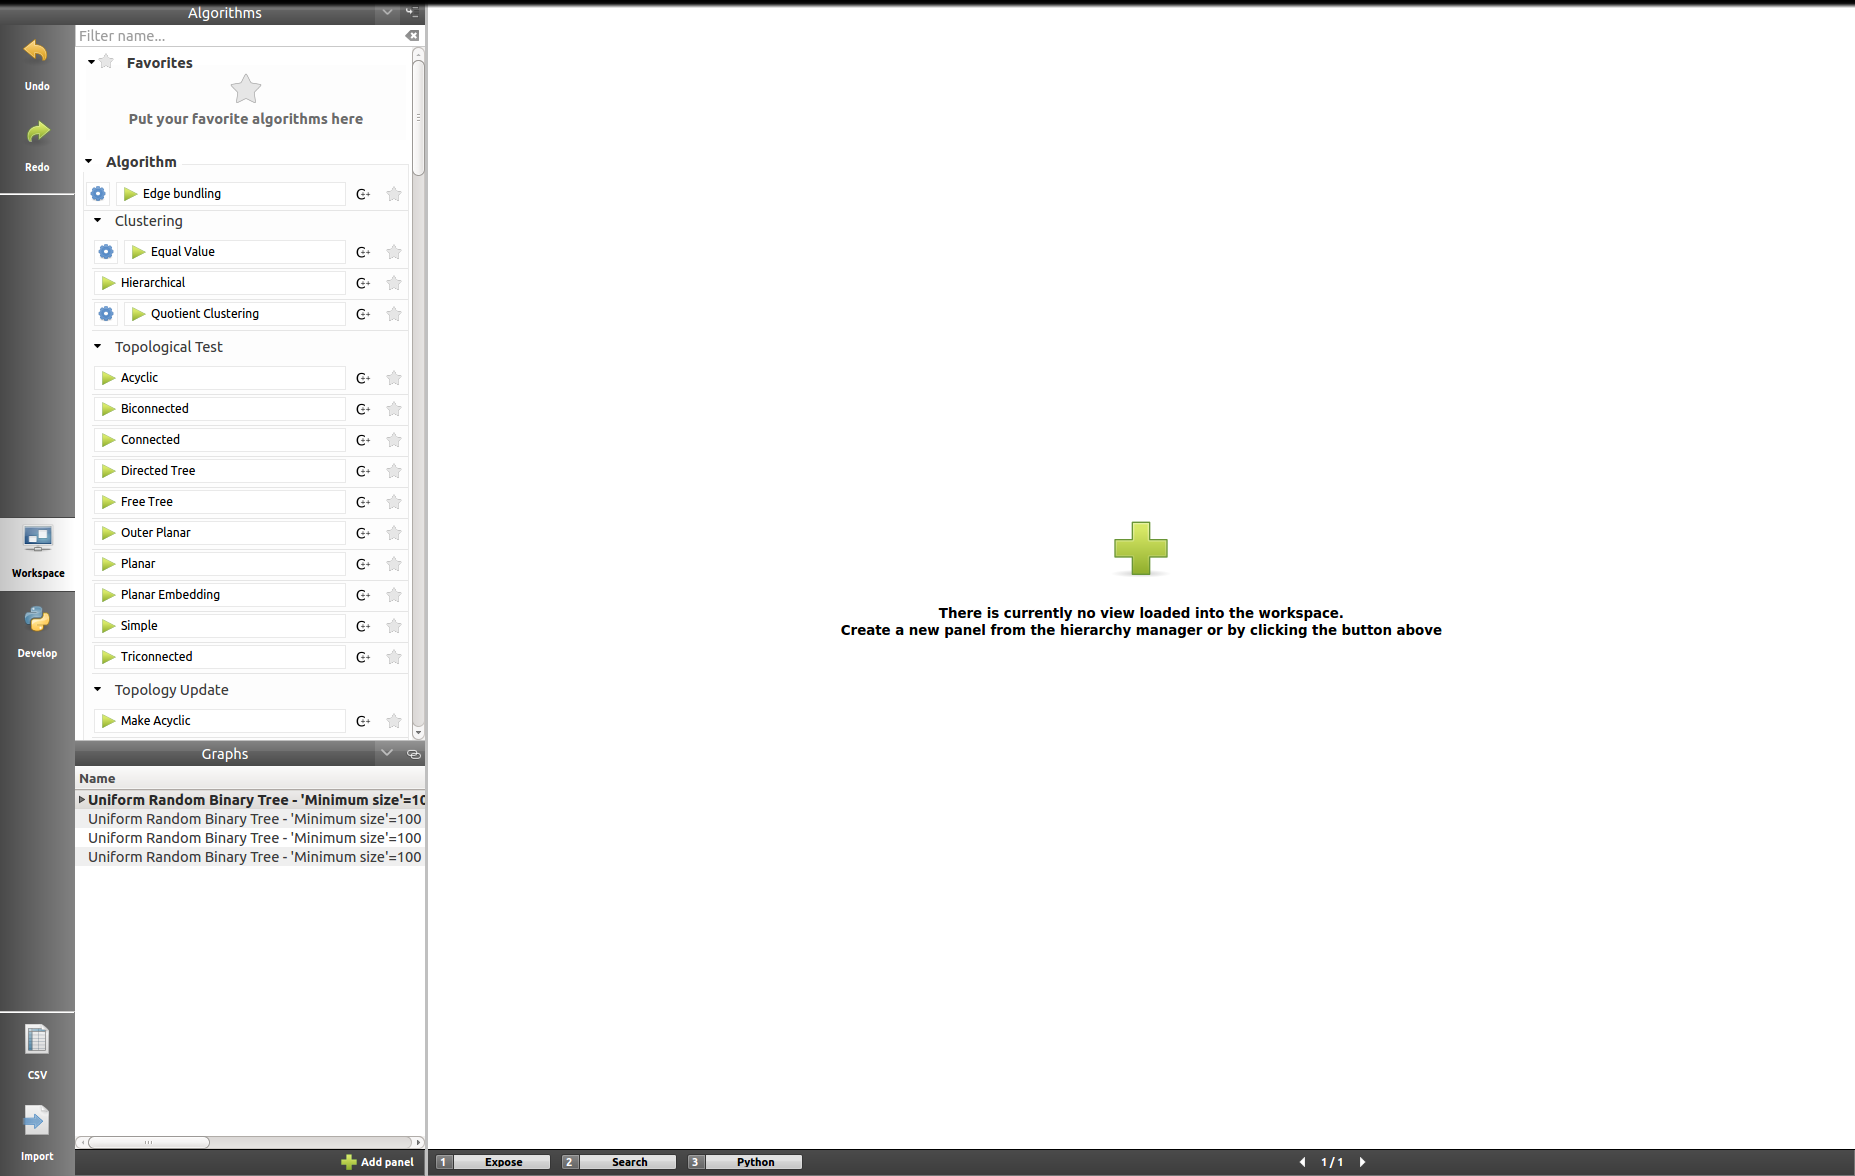 Algorithms
Filter name...
Undo
Redo
Workspace
Develop
CSV
Import
Favorites
Put your favorite algorithms here
Algorithm
Edge bundling C++
Clustering
Equal Value C++
Hierarchical C++
Quotient Clustering C++
Topological Test
Acyclic C++
Biconnected C++
Connected C++
Directed Tree C++
Free Tree C++
Outer Planar C++
Planar C++
Planar Embedding C++
Simple C++
Triconnected C++
Topology Update
Make Acyclic C++
Graphs
Name
Uniform Random Binary Tree - 'Minimum size'=10
Uniform Random Binary Tree - 'Minimum size'=100
Uniform Random Binary Tree - 'Minimum size'=100
Uniform Random Binary Tree - 'Minimum size'=100
Add panel
There is currently no view loaded into the workspace.
Create a new panel from the hierarchy manager or by clicking the button above
1 Expose 2 Search 3 Python 1 / 1